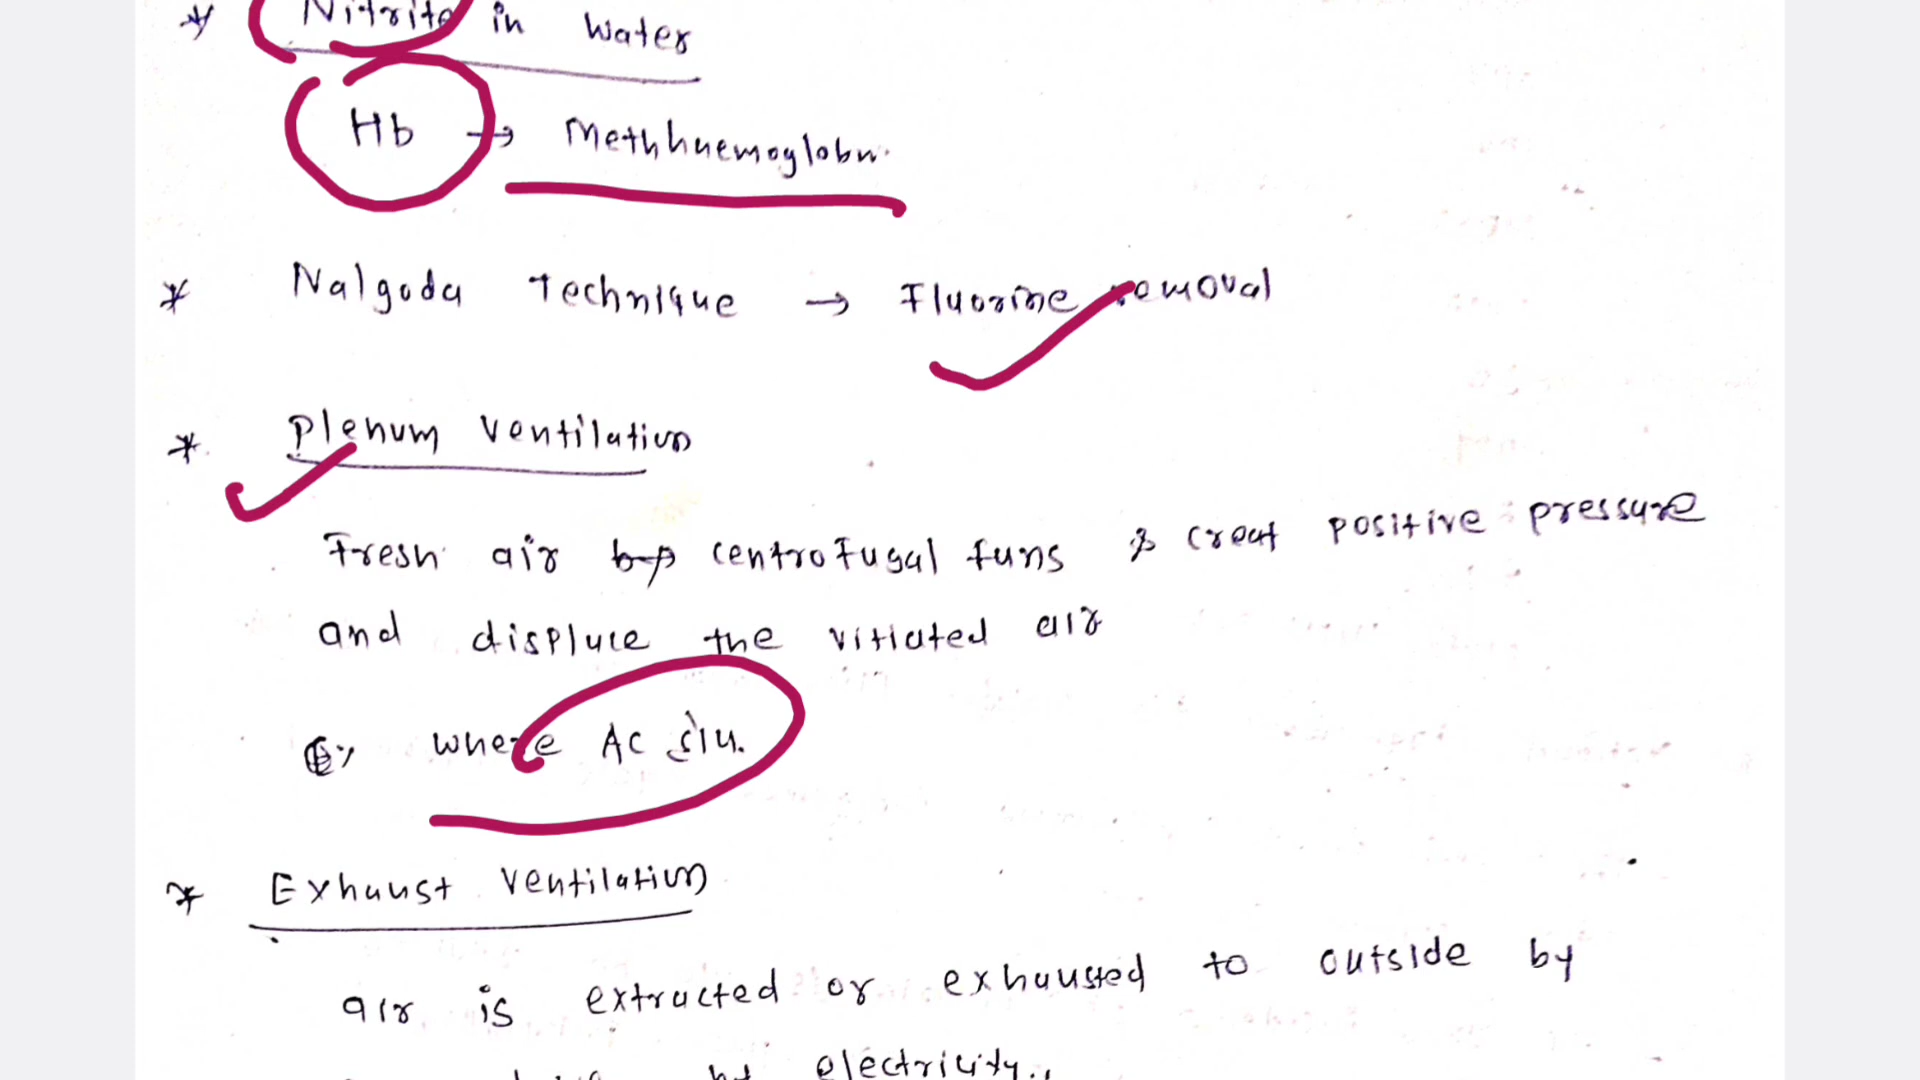 * Nitrite in Water
Hb → Methhaemoglobin.
* Nalgoda Technique → Fluorine removal
* Plenum Ventilation
Fresh air by centrofugal fans & creat positive pressure
and displace the vitiated air
Ex where AC
* Exhaust Ventilation
air is extracted or exhausted to outside by
by electricity..